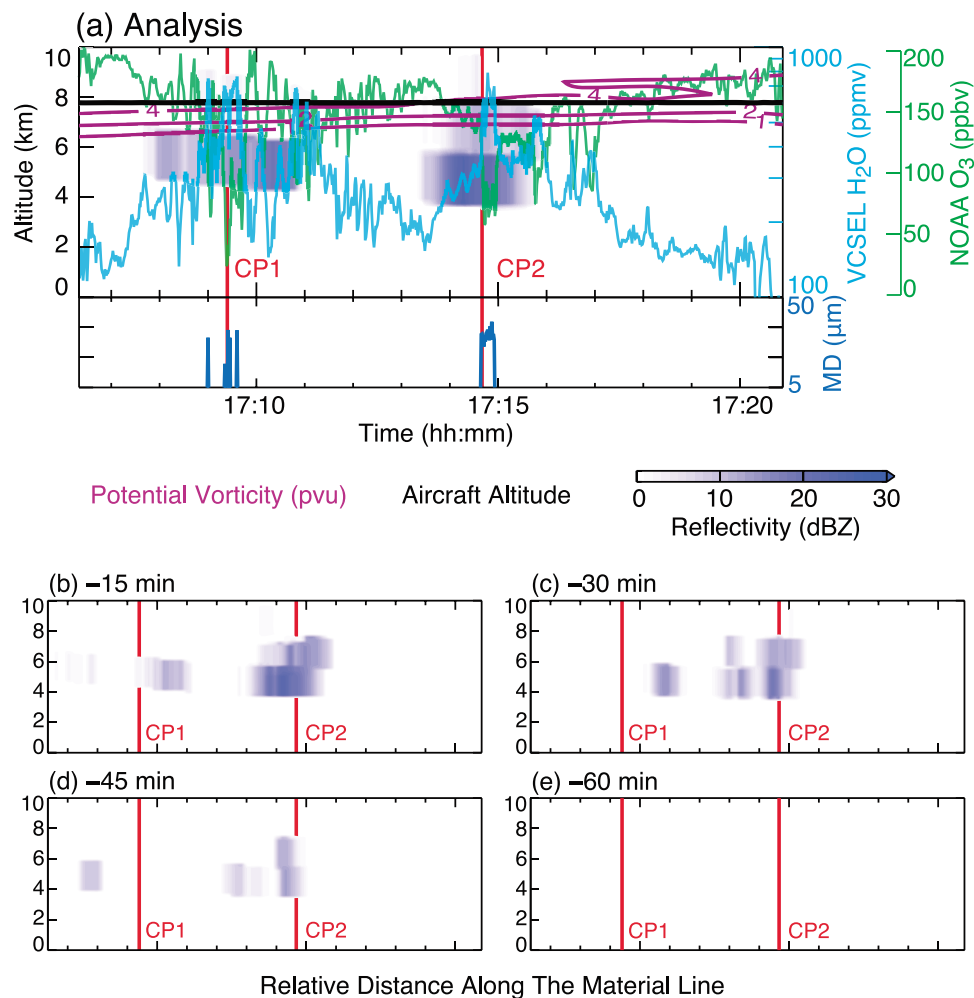 (a) Analysis
10
8
6
4
2
0
Altitude (km)
4
2
4
4
2
1
CP1
CP2
1000
100
VCSEL H₂O (ppmv)
200
150
100
50
0
NOAA O₃ (ppbv)
50
5
MD (μm)
17:10
17:15
17:20
Time (hh:mm)
Potential Vorticity (pvu)
Aircraft Altitude
0
10
20
30
Reflectivity (dBZ)
(b) –15 min
10
8
6
4
2
0
CP1
CP2
(c) –30 min
10
8
6
4
2
0
CP1
CP2
(d) –45 min
10
8
6
4
2
0
CP1
CP2
(e) –60 min
10
8
6
4
2
0
CP1
CP2
Relative Distance Along The Material Line